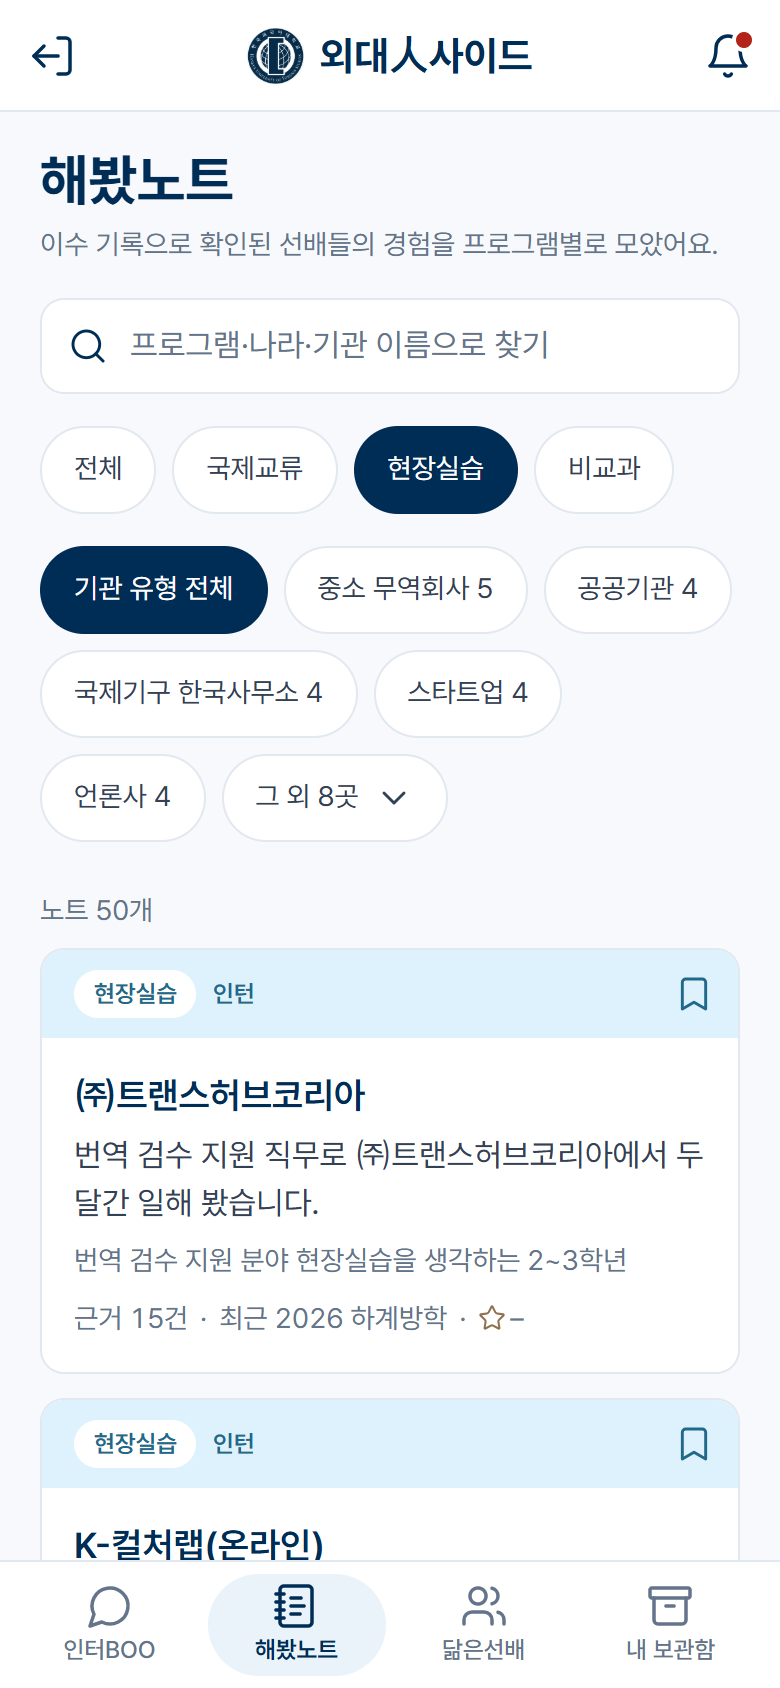 외대人사이드
해봤노트
이수 기록으로 확인된 선배들의 경험을 프로그램별로 모았어요.
프로그램·나라·기관 이름으로 찾기
전체 국제교류 현장실습 비교과
기관 유형 전체 중소 무역회사 5 공공기관 4
국제기구 한국사무소 4 스타트업 4
언론사 4 그 외 8곳
노트 50개
현장실습 인턴
㈜트랜스허브코리아
번역 검수 지원 직무로 ㈜트랜스허브코리아에서 두
달간 일해 봤습니다.
번역 검수 지원 분야 현장실습을 생각하는 2~3학년
근거 15건 · 최근 2026 하계방학 · ☆–
현장실습 인턴
K-컬처랩(온라인)
인터BOO 해봤노트 닮은선배 내 보관함